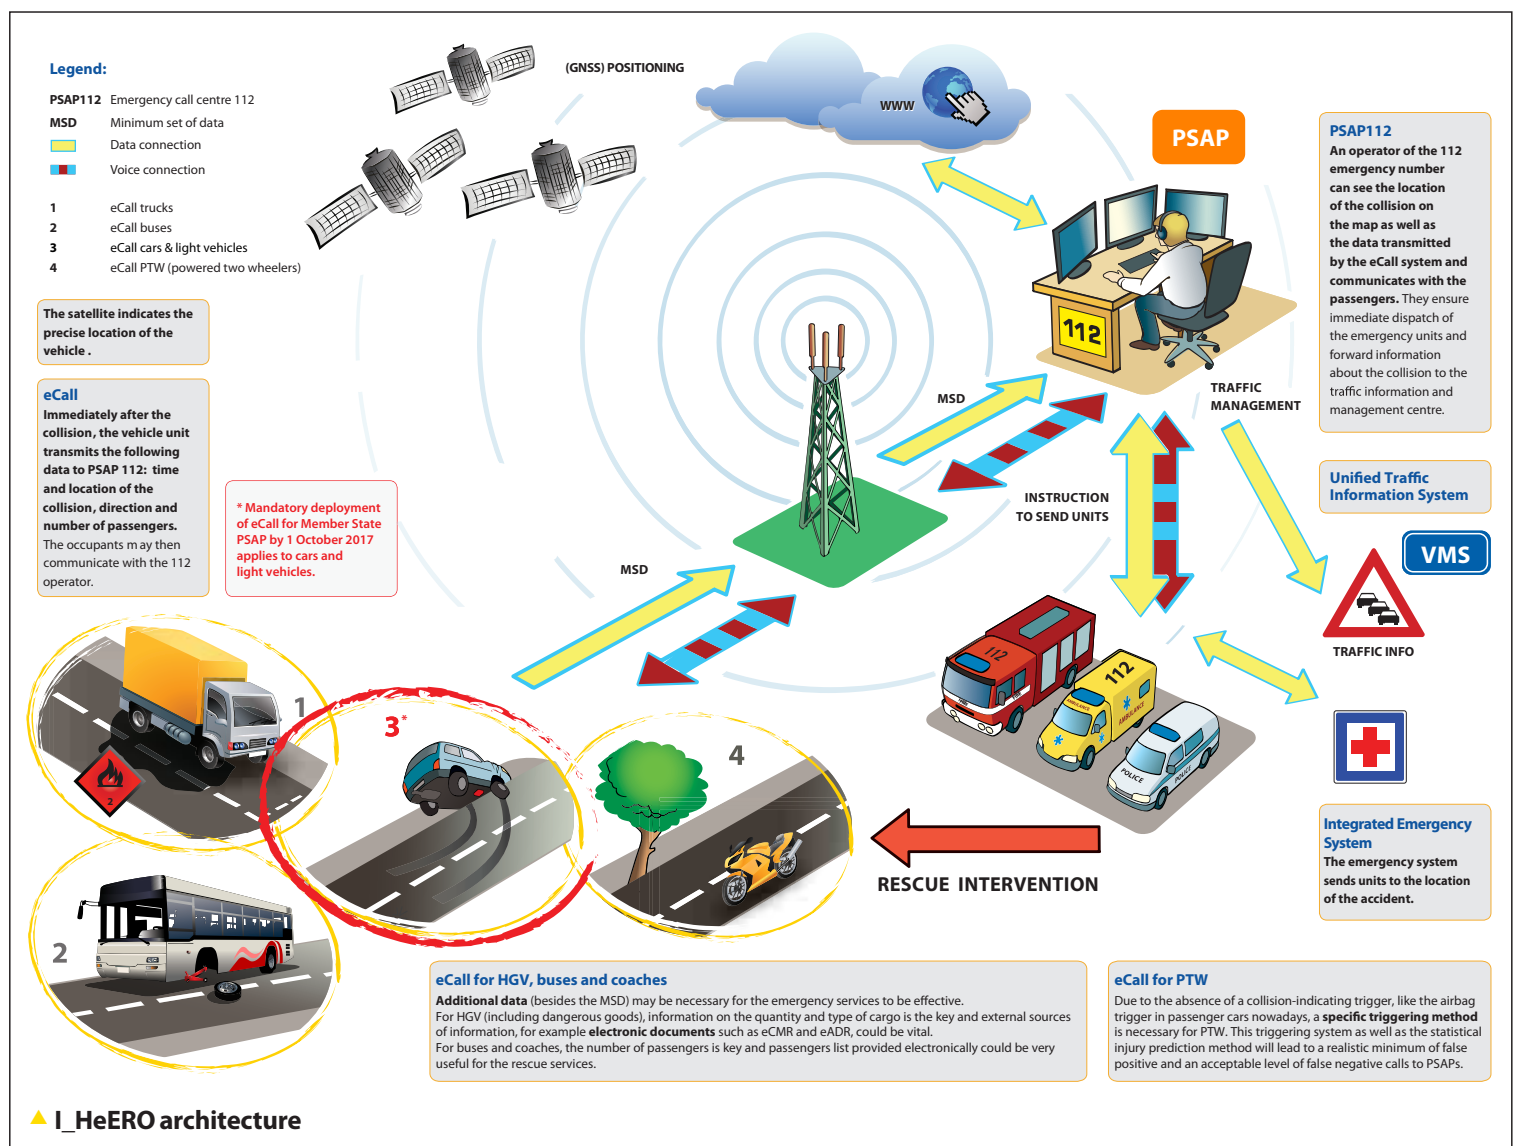 Legend:
PSAP112 Emergency call centre 112
MSD Minimum set of data
Data connection
Voice connection
1 eCall trucks
2 eCall buses
3 eCall cars & light vehicles
4 eCall PTW (powered two wheelers)
The satellite indicates the
precise location of the
vehicle .
eCall
Immediately after the
collision, the vehicle unit
transmits the following
data to PSAP 112: time
and location of the
collision, direction and
number of passengers.
The occupants may then
communicate with the 112
operator.
* Mandatory deployment
of eCall for Member State
PSAP by 1 October 2017
applies to cars and
light vehicles.
(GNSS) POSITIONING
WWW
PSAP
112
MSD
MSD
TRAFFIC
MANAGEMENT
INSTRUCTION
TO SEND UNITS
PSAP112
An operator of the 112
emergency number
can see the location
of the collision on
the map as well as
the data transmitted
by the eCall system and
communicates with the
passengers. They ensure
immediate dispatch of
the emergency units and
forward information
about the collision to the
traffic information and
management centre.
Unified Traffic
Information System
VMS
TRAFFIC INFO
112
112
AMBULANCE
AMBULANCE
POLICE
POLICE
Integrated Emergency
System
The emergency system
sends units to the location
of the accident.
RESCUE INTERVENTION
1
2
3*
4
2
eCall for HGV, buses and coaches
Additional data (besides the MSD) may be necessary for the emergency services to be effective.
For HGV (including dangerous goods), information on the quantity and type of cargo is the key and external sources
of information, for example electronic documents such as eCMR and eADR, could be vital.
For buses and coaches, the number of passengers is key and passengers list provided electronically could be very
useful for the rescue services.
eCall for PTW
Due to the absence of a collision-indicating trigger, like the airbag
trigger in passenger cars nowadays, a specific triggering method
is necessary for PTW. This triggering system as well as the statistical
injury prediction method will lead to a realistic minimum of false
positive and an acceptable level of false negative calls to PSAPs.
I_HeERO architecture